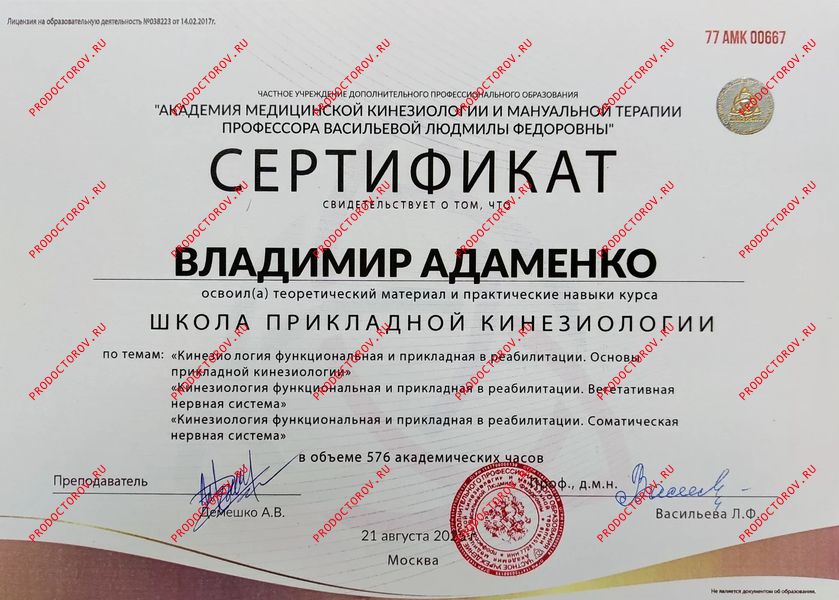 Лицензия на образовательную деятельность №038223 от 14.02.2017г.
77 АМК 00667
ЧАСТНОЕ УЧРЕЖДЕНИЕ ДОПОЛНИТЕЛЬНОГО ПРОФЕССИОНАЛЬНОГО ОБРАЗОВАНИЯ
"АКАДЕМИЯ МЕДИЦИНСКОЙ КИНЕЗИОЛОГИИ И МАНУАЛЬНОЙ ТЕРАПИИ
ПРОФЕССОРА ВАСИЛЬЕВОЙ ЛЮДМИЛЫ ФЕДОРОВНЫ"
СЕРТИФИКАТ
СВИДЕТЕЛЬСТВУЕТ О ТОМ, ЧТО
ВЛАДИМИР АДАМЕНКО
освоил(а) теоретический материал и практические навыки курса
ШКОЛА ПРИКЛАДНОЙ КИНЕЗИОЛОГИИ
по темам: «Кинезиология функциональная и прикладная в реабилитации. Основы
прикладной кинезиологии»
«Кинезиология функциональная и прикладная в реабилитации. Вегетативная
нервная система»
«Кинезиология функциональная и прикладная в реабилитации. Соматическая
нервная система»
в объеме 576 академических часов
Преподаватель
Проф., д.м.н.
Демешко А.В.
Васильева Л.Ф.
21 августа
Москва
Не является документом об образовании.
PRODOCTOROV.RU